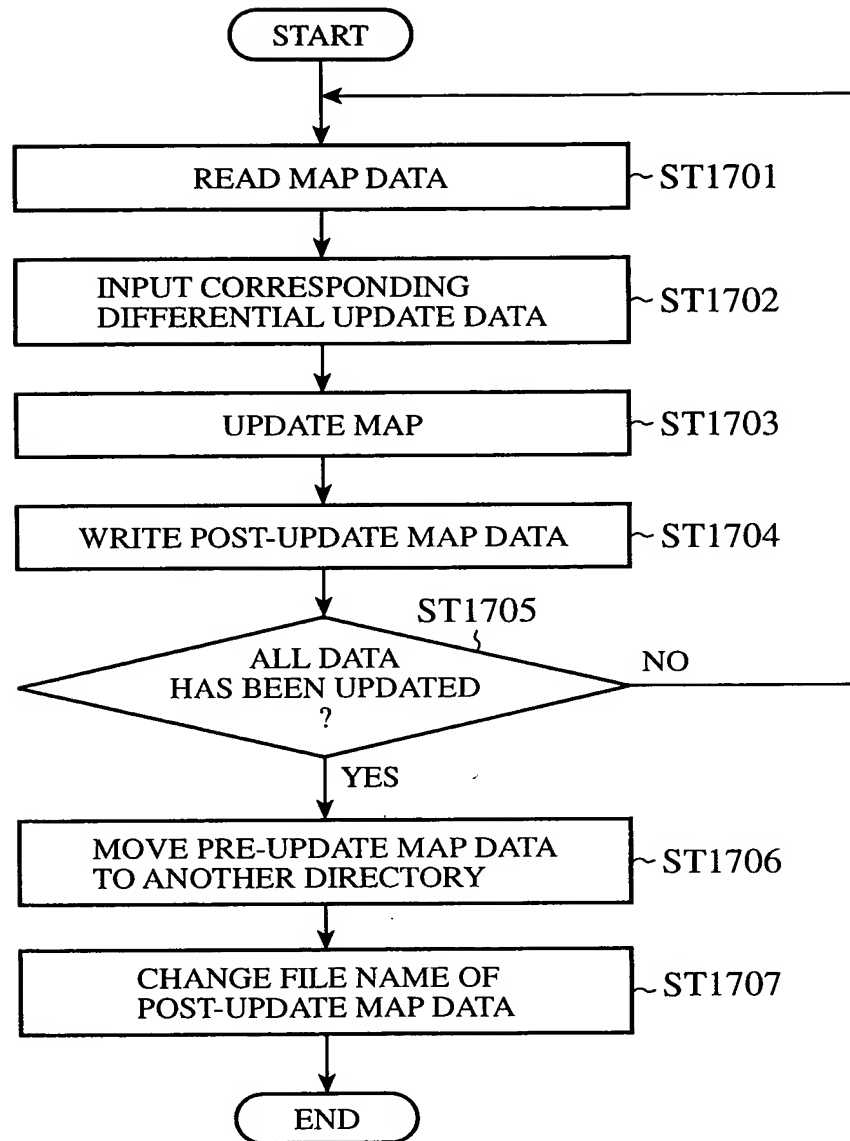 START
READ MAP DATA
ST1701
INPUT CORRESPONDING
DIFFERENTIAL UPDATE DATA
ST1702
UPDATE MAP
ST1703
WRITE POST-UPDATE MAP DATA
ST1704
ST1705
ALL DATA
HAS BEEN UPDATED
?
NO
YES
MOVE PRE-UPDATE MAP DATA
TO ANOTHER DIRECTORY
ST1706
CHANGE FILE NAME OF
POST-UPDATE MAP DATA
ST1707
END